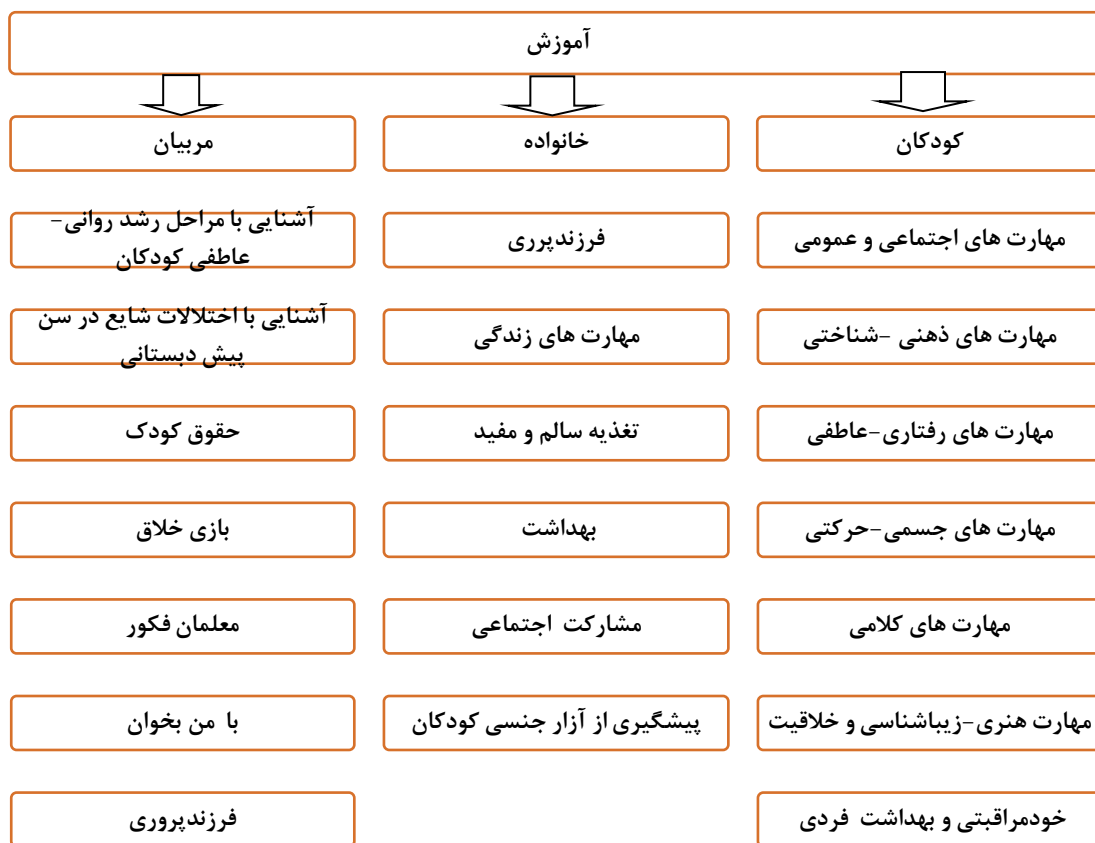 آموزش
کودکان
خانواده
مربیان
مهارت های اجتماعی و عمومی
فرزندپرری
آشنایی با مراحل رشد روانی-
عاطفی کودکان
مهارت های ذهنی -شناختی
مهارت های زندگی
آشنایی با اختلالات شایع در سن
پیش دبستانی
مهارت های رفتاری-عاطفی
تغذیه سالم و مفید
حقوق کودک
مهارت های جسمی-حرکتی
بهداشت
بازی خلاق
مهارت های کلامی
مشارکت اجتماعی
معلمان فکور
مهارت هنری-زیباشناسی و خلاقیت
پیشگیری از آزار جنسی کودکان
با من بخوان
خودمراقبتی و بهداشت فردی
فرزندپروری